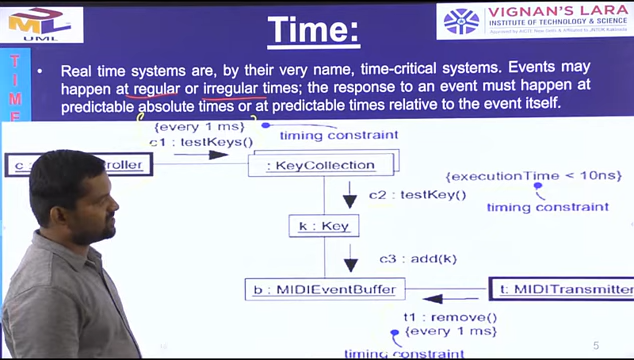 UML
Time:
VIGNAN'S LARA
INSTITUTE OF TECHNOLOGY & SCIENCE
TIME
• Real time systems are, by their very name, time-critical systems. Events may
happen at regular or irregular times; the response to an event must happen at
predictable absolute times or at predictable times relative to the event itself.
{every 1 ms}
timing constraint
c1 : testKeys()
c :
: KeyCollection
{executionTime < 10ns}
c2 : testKey()
timing constraint
k : Key
c3 : add(k)
b : MIDIEventBuffer
t: MIDITransmitter
t1 : remove()
{every 1 ms}
timing constraint
5